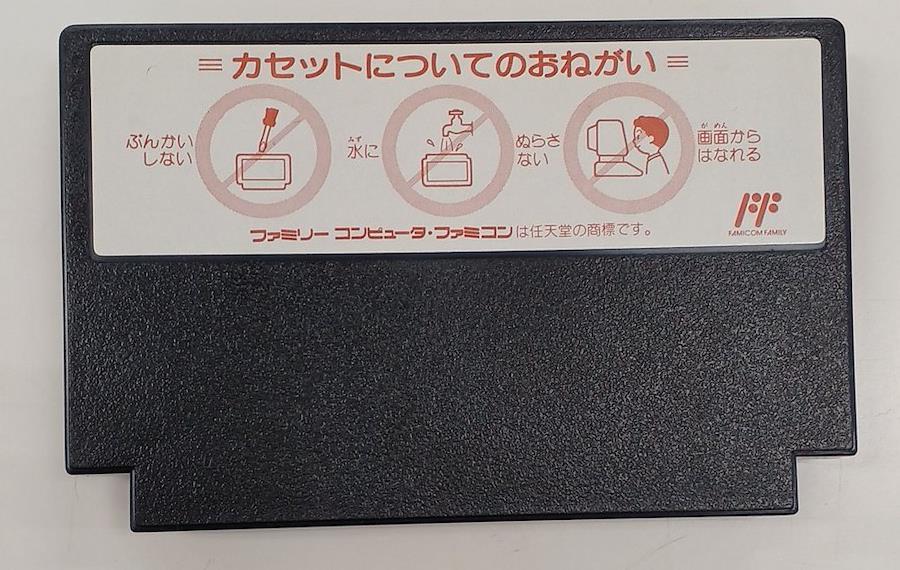 ≡ カセットについてのおねがい ≡
ぶんかい
しない
みず
水に
ぬらさ
ない
がめん
画面から
はなれる
ファミリー コンピュータ・ファミコンは任天堂の商標です。
FF
FAMICOM FAMILY